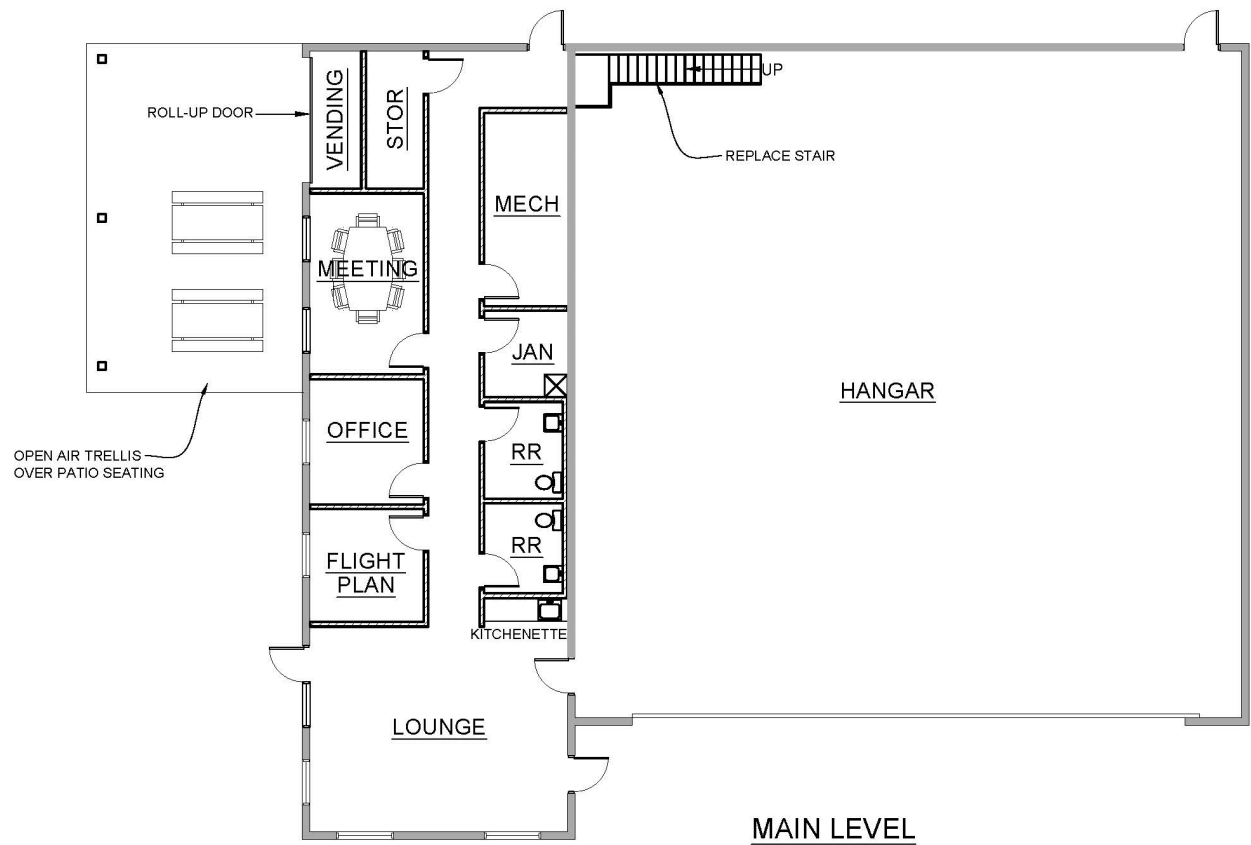 UP
ROLL-UP DOOR
VENDING
STOR
REPLACE STAIR
MECH
MEETING
JAN
HANGAR
OFFICE
RR
OPEN AIR TRELLIS
OVER PATIO SEATING
RR
FLIGHT
PLAN
KITCHENETTE
LOUNGE
MAIN LEVEL